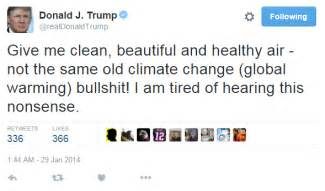 Donald J. Trump
@realDonaldTrump
Following
Give me clean, beautiful and healthy air -
not the same old climate change (global
warming) bullshit! I am tired of hearing this
nonsense.
RETWEETS LIKES
336 366
12
1:44 AM - 29 Jan 2014